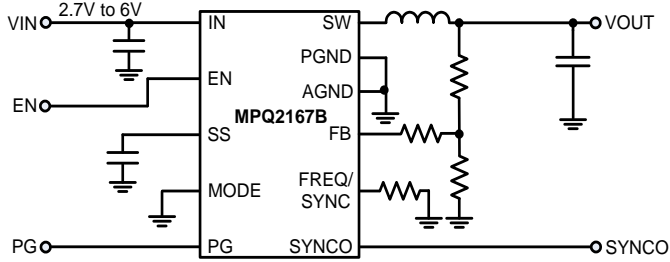 2.7V to 6V
VIN
IN
SW
VOUT
PGND
EN
EN
AGND
MPQ2167B
SS
FB
MODE
FREQ/
SYNC
PG
PG
SYNCO
SYNCO